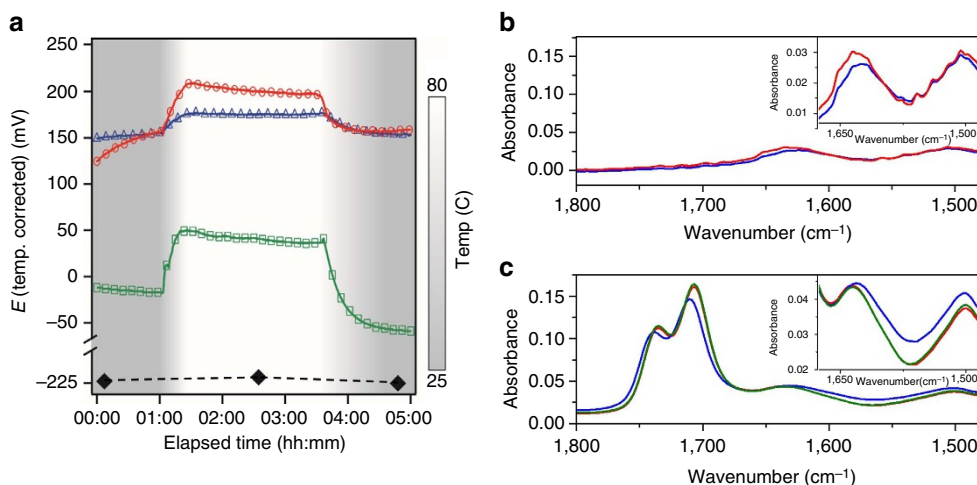 a
250
200
150
100
50
0
−50
−225
E (temp. corrected) (mV)
00:00 01:00 02:00 03:00 04:00 05:00
Elapsed time (hh:mm)
80
25
Temp (C)
b
0.15
0.10
0.05
0.00
Absorbance
1,800 1,700 1,600 1,500
Wavenumber (cm−1)
0.03
0.02
0.01
Absorbance
1,650 1,500
Wavenumber (cm−1)
c
0.15
0.10
0.05
0.00
Absorbance
1,800 1,700 1,600 1,500
Wavenumber (cm−1)
0.04
0.03
0.02
Absorbance
1,650 1,500
Wavenumber(cm−1)